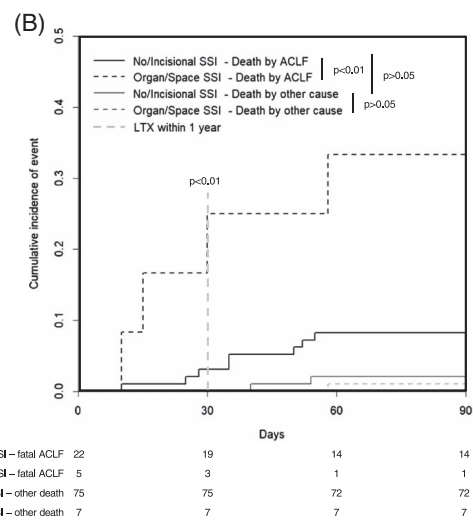 (B)
0.5
No/Incisional SSI - Death by ACLF
Organ/Space SSI - Death by ACLF
No/Incisional SSI - Death by other cause
Organ/Space SSI - Death by other cause
LTX within 1 year
p<0.01
p>0.05
p>0.05
0.4
0.3
0.2
0.1
0.0
Cumulative incidence of event
p<0.01
0 30 60 90
Days
SI – fatal ACLF 22 19 14 14
SI – fatal ACLF 5 3 1 1
SI – other death 75 75 72 72
SI – other death 7 7 7 7